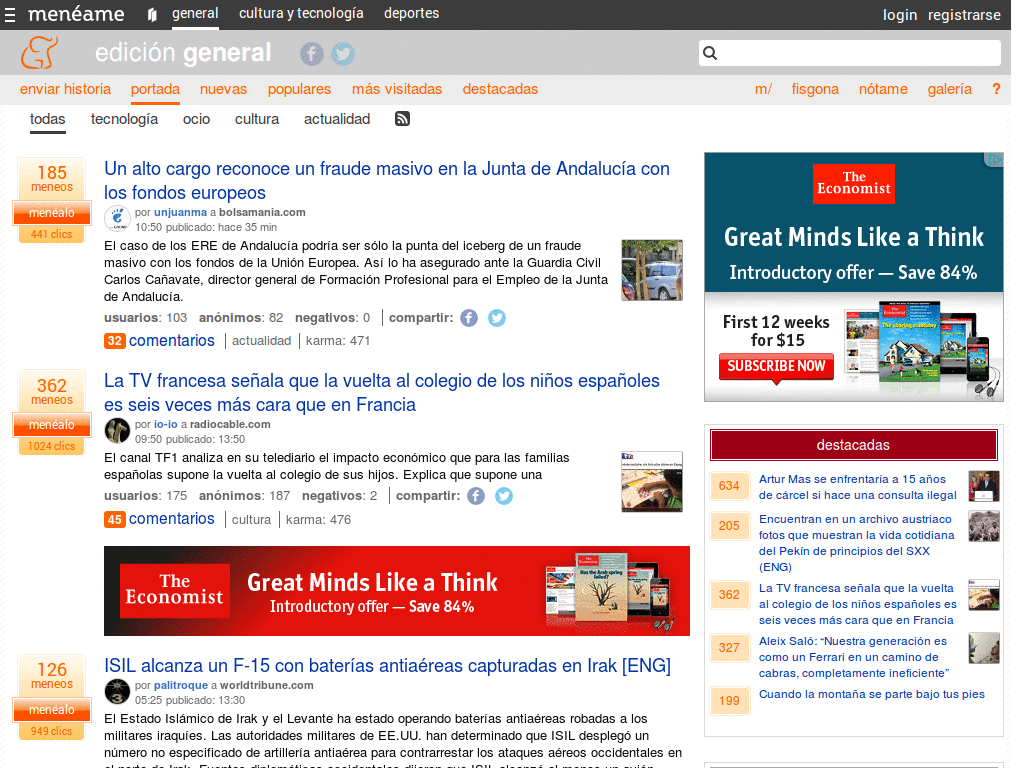 menéame general cultura y tecnología deportes login registrarse
edición general
enviar historia portada nuevas populares más visitadas destacadas m/ fisgona nótame galería ?
todas tecnología ocio cultura actualidad
185
meneos
menéalo
441 clics
Un alto cargo reconoce un fraude masivo en la Junta de Andalucía con
los fondos europeos
por unjuanma a bolsamania.com
10:50 publicado: hace 35 min
El caso de los ERE de Andalucía podría ser sólo la punta del iceberg de un fraude
masivo con los fondos de la Unión Europea. Así lo ha asegurado ante la Guardia Civil
Carlos Cañavate, director general de Formación Profesional para el Empleo de la Junta
de Andalucía.
usuarios: 103 anónimos: 82 negativos: 0 compartir:
32 comentarios actualidad karma: 471
362
meneos
menéalo
1024 clics
La TV francesa señala que la vuelta al colegio de los niños españoles
es seis veces más cara que en Francia
por io-io a radiocable.com
09:50 publicado: 13:50
El canal TF1 analiza en su telediario el impacto económico que para las familias
españolas supone la vuelta al colegio de sus hijos. Explica que supone una
usuarios: 175 anónimos: 187 negativos: 2 compartir:
45 comentarios cultura karma: 476
The
Economist
Great Minds Like a Think
Introductory offer — Save 84%
126
meneos
menéalo
949 clics
ISIL alcanza un F-15 con baterías antiaéreas capturadas en Irak [ENG]
por palitroque a worldtribune.com
05:25 publicado: 13:30
El Estado Islámico de Irak y el Levante ha estado operando baterías antiaéreas robadas a los
militares iraquíes. Las autoridades militares de EE.UU. han determinado que ISIL desplegó un
número no especificado de artillería antiaérea para contrarrestar los ataques aéreos occidentales en
The
Economist
Great Minds Like a Think
Introductory offer — Save 84%
First 12 weeks
for $15
SUBSCRIBE NOW
destacadas
634 Artur Mas se enfrentaría a 15 años
de cárcel si hace una consulta ilegal
205 Encuentran en un archivo austriaco
fotos que muestran la vida cotidiana
del Pekín de principios del SXX
(ENG)
362 La TV francesa señala que la vuelta
al colegio de los niños españoles es
seis veces más cara que en Francia
327 Aleix Saló: “Nuestra generación es
como un Ferrari en un camino de
cabras, completamente ineficiente”
199 Cuando la montaña se parte bajo tus pies